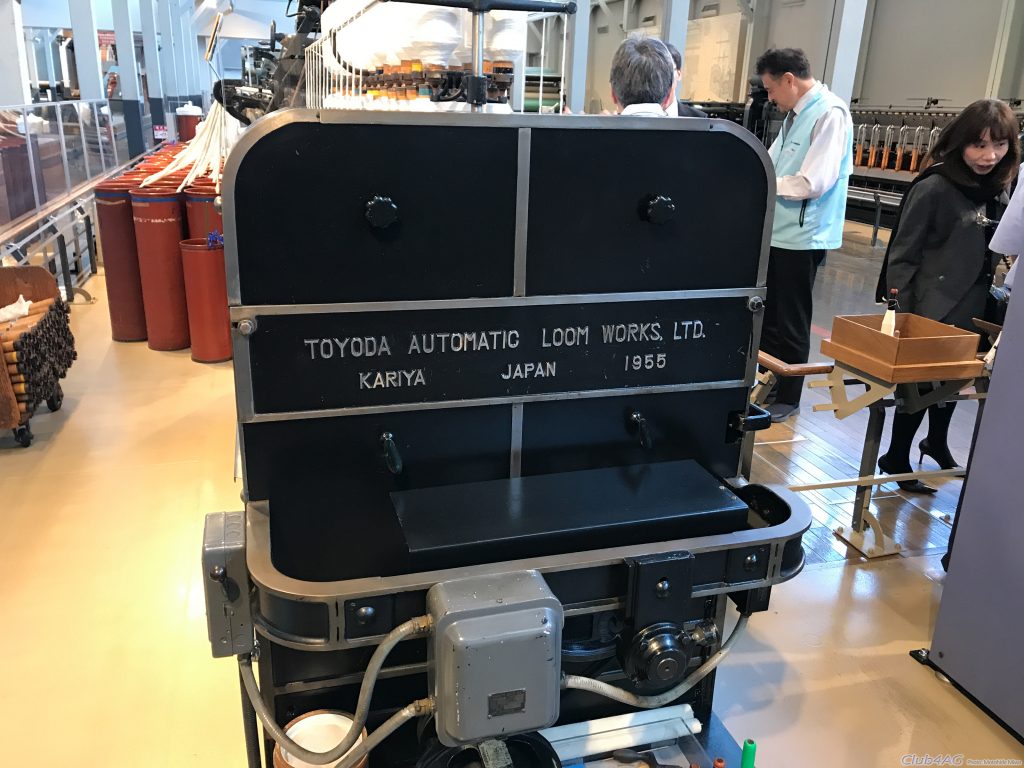 TOYODA AUTOMATIC LOOM WORKS, LTD.
KARIYA JAPAN 1955
Club4AG